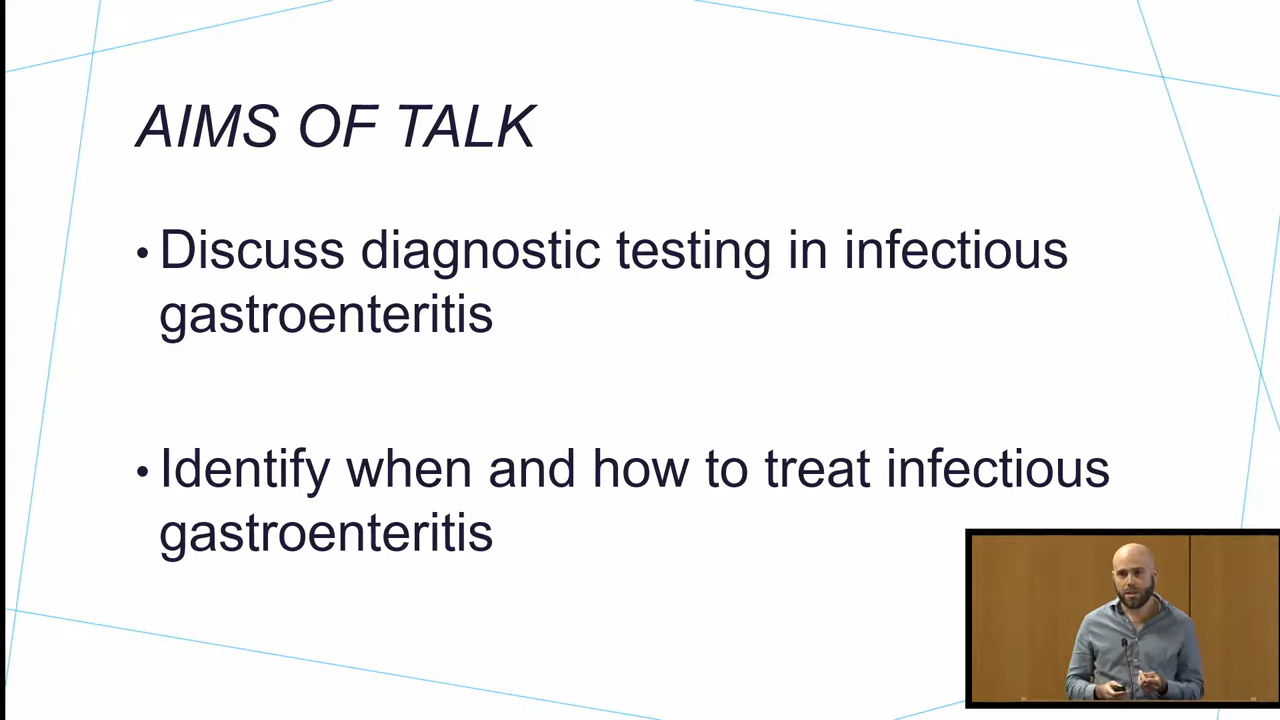 AIMS OF TALK
• Discuss diagnostic testing in infectious
gastroenteritis
• Identify when and how to treat infectious
gastroenteritis